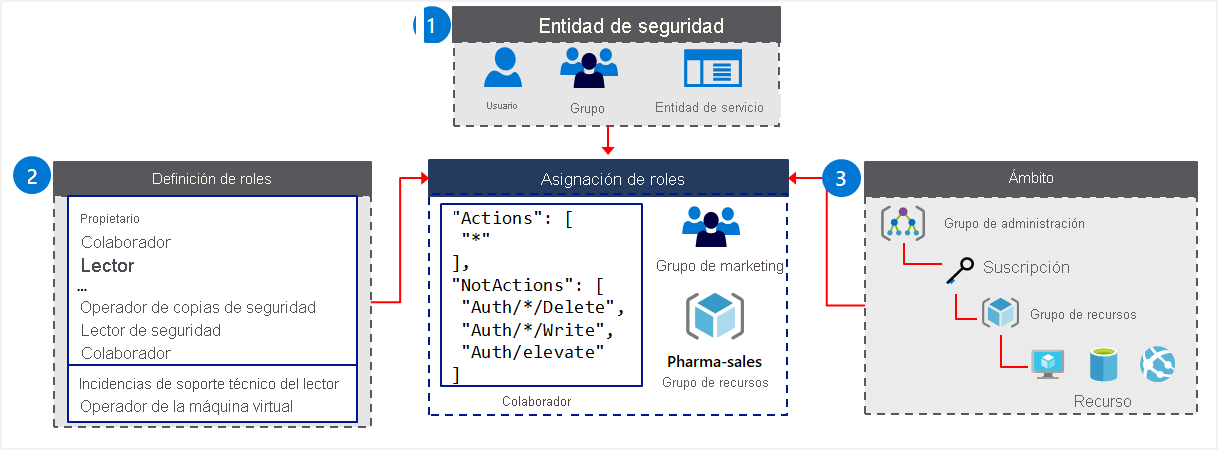 1
Entidad de seguridad
Usuario
Grupo
Entidad de servicio
2
Definición de roles
Propietario
Colaborador
Lector
...
Operador de copias de seguridad
Lector de seguridad
Colaborador
Incidencias de soporte técnico del lector
Operador de la máquina virtual
Asignación de roles
"Actions": [
"*"
],
"NotActions": [
"Auth/*/Delete",
"Auth/*/Write",
"Auth/elevate"
]
Colaborador
Grupo de marketing
Pharma-sales
Grupo de recursos
3
Ámbito
Grupo de administración
Suscripción
Grupo de recursos
Recurso